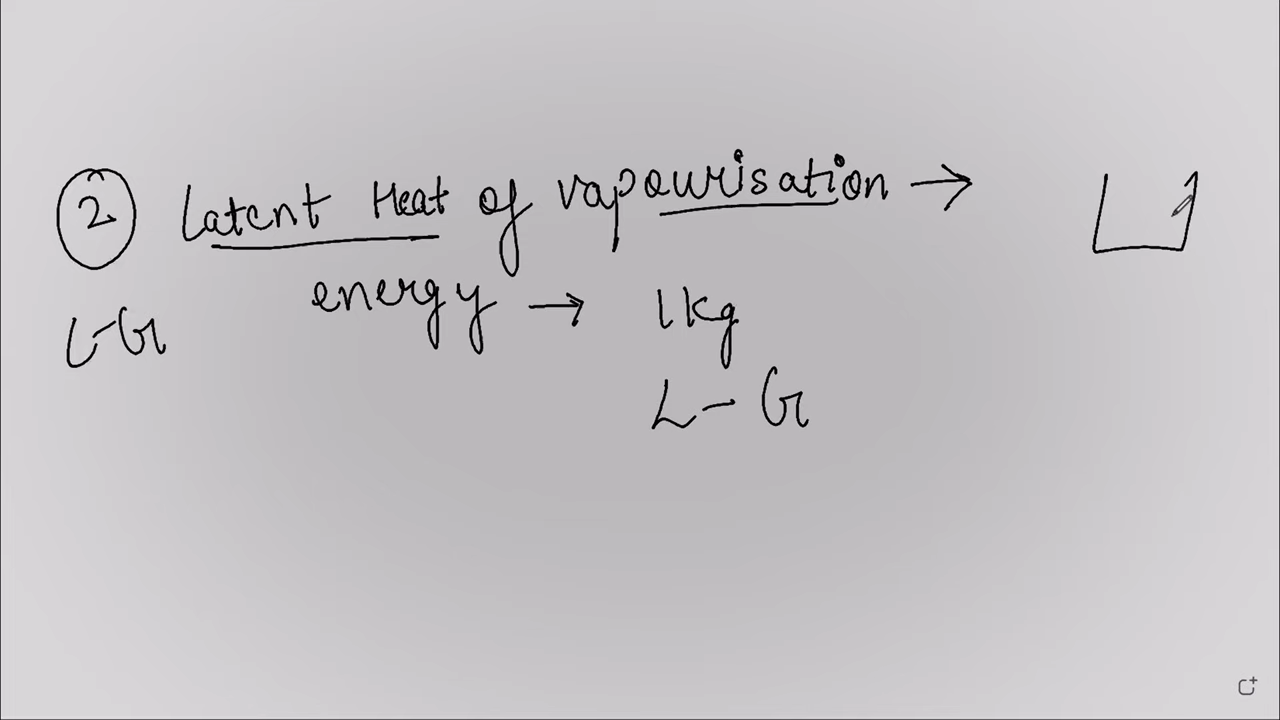 2 Latent Heat of vapourisation →
energy → 1kg
L-G
L-G